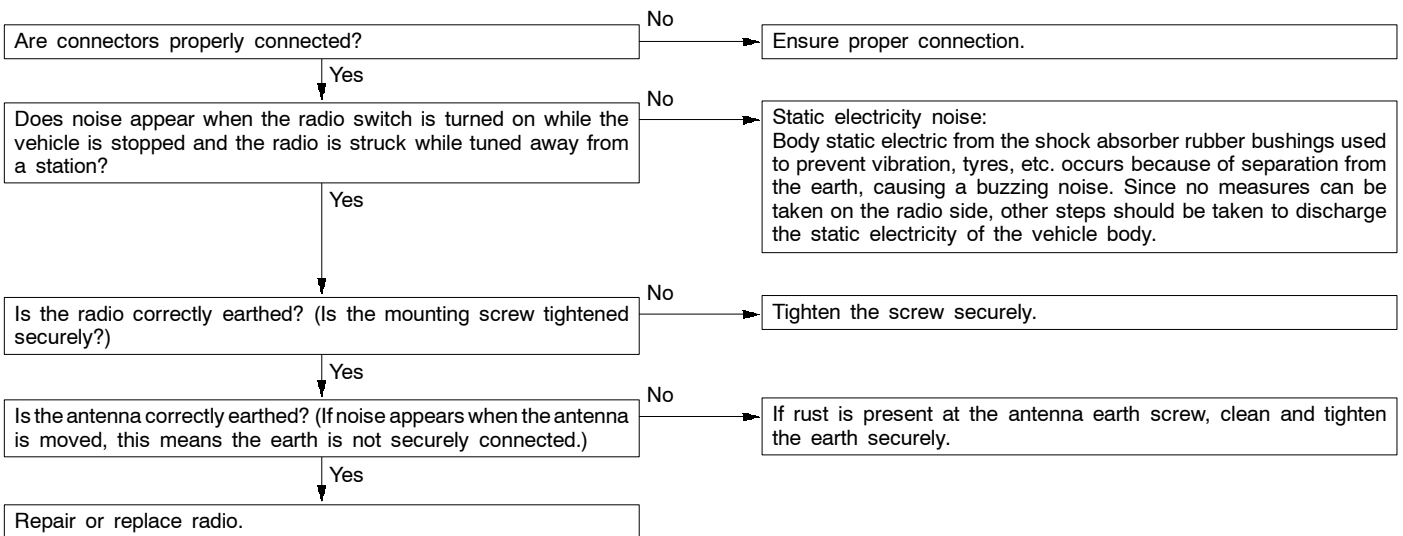 No
Are connectors properly connected?
Ensure proper connection.
Yes
No
Does noise appear when the radio switch is turned on while the
vehicle is stopped and the radio is struck while tuned away from
a station?
Static electricity noise:
Body static electric from the shock absorber rubber bushings used
to prevent vibration, tyres, etc. occurs because of separation from
the earth, causing a buzzing noise. Since no measures can be
taken on the radio side, other steps should be taken to discharge
the static electricity of the vehicle body.
Yes
No
Is the radio correctly earthed? (Is the mounting screw tightened
securely?)
Tighten the screw securely.
Yes
No
Is the antenna correctly earthed? (If noise appears when the antenna
is moved, this means the earth is not securely connected.)
If rust is present at the antenna earth screw, clean and tighten
the earth securely.
Yes
Repair or replace radio.